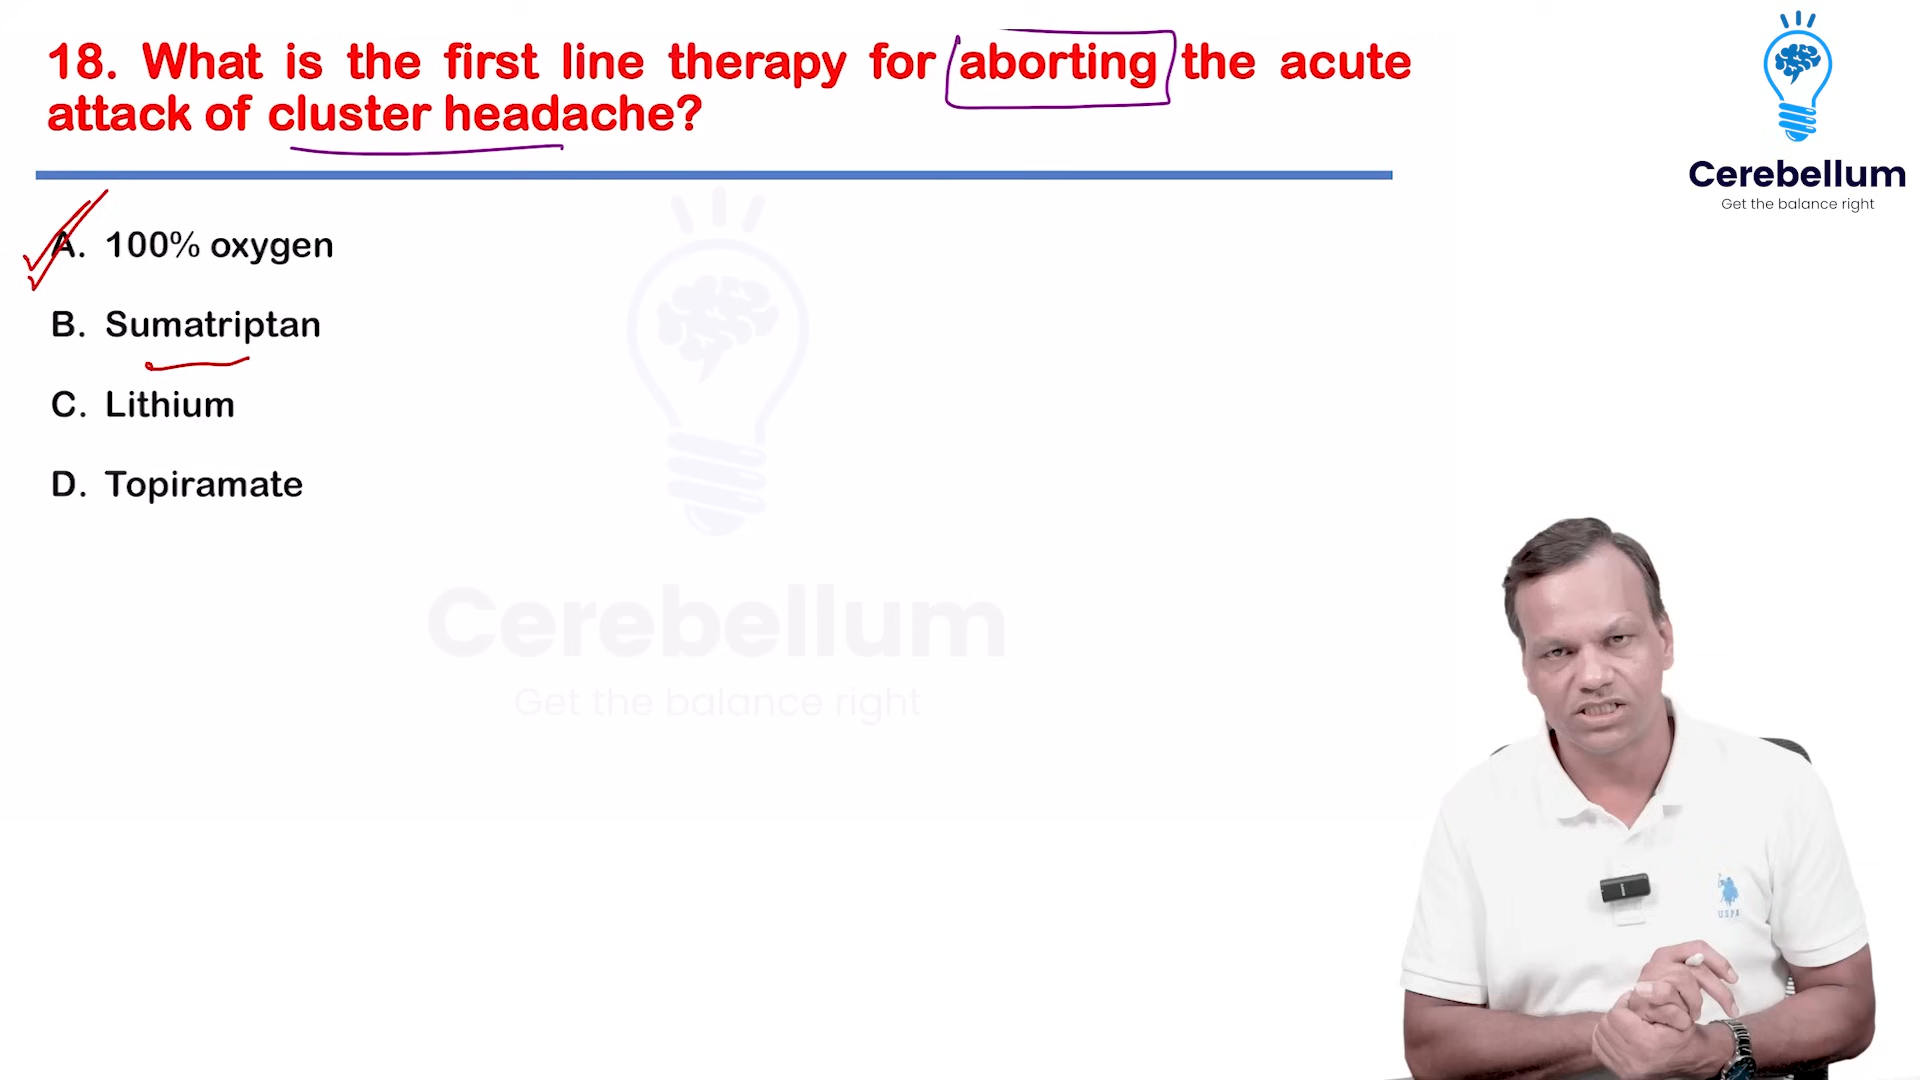 18. What is the first line therapy for aborting the acute
attack of cluster headache?
A. 100% oxygen
B. Sumatriptan
C. Lithium
D. Topiramate
Cerebellum
Get the balance right
Cerebellum
Get the balance right
USPA